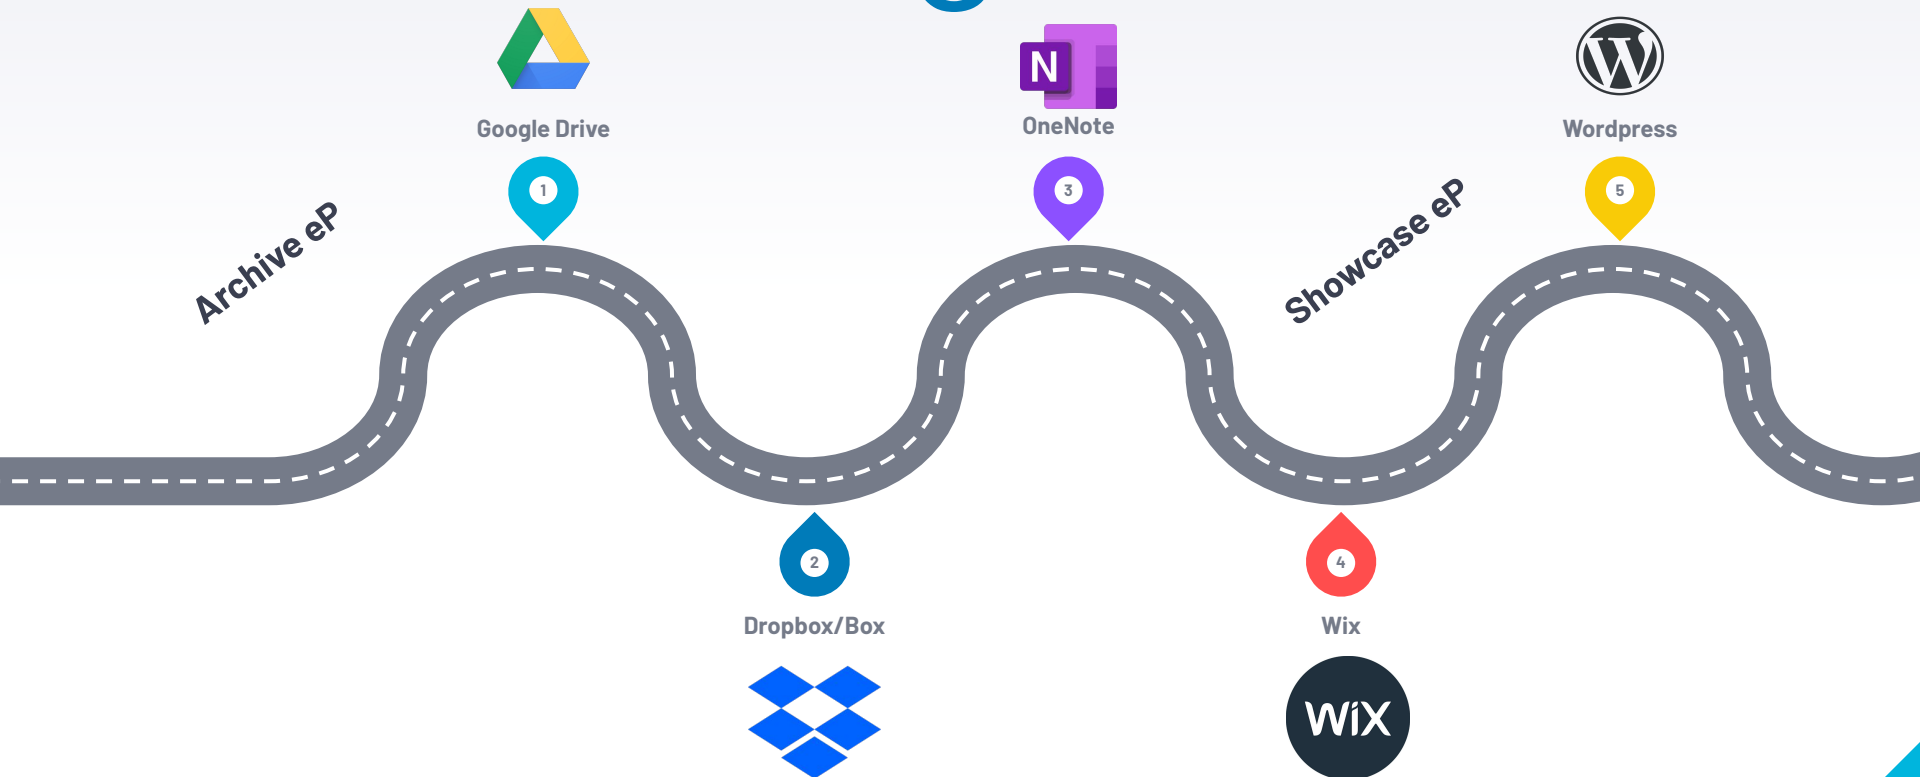 Google Drive
N
OneNote
Wordpress
1
3
5
Archive eP
Showcase eP
2
4
Dropbox/Box
Wix
WiX